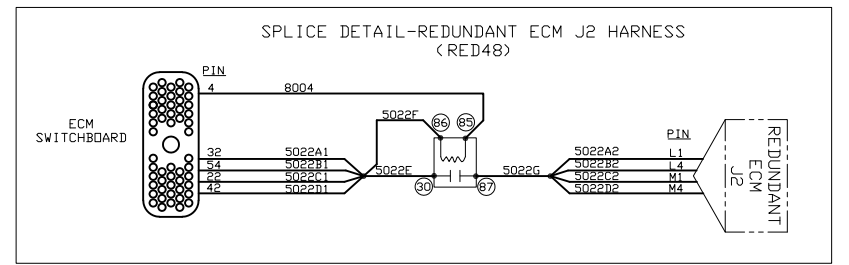 SPLICE DETAIL-REDUNDANT ECM J2 HARNESS
(RED48)
PIN
4 8004
5022F
86 85
ECM
SWITCHBOARD
PIN
32 5022A1
54 5022B1
22 5022C1
42 5022D1
5022E
30
87
5022G
5022A2 L1
5022B2 L4
5022C2 M1
5022D2 M4
REDUNDANT
ECM
J2